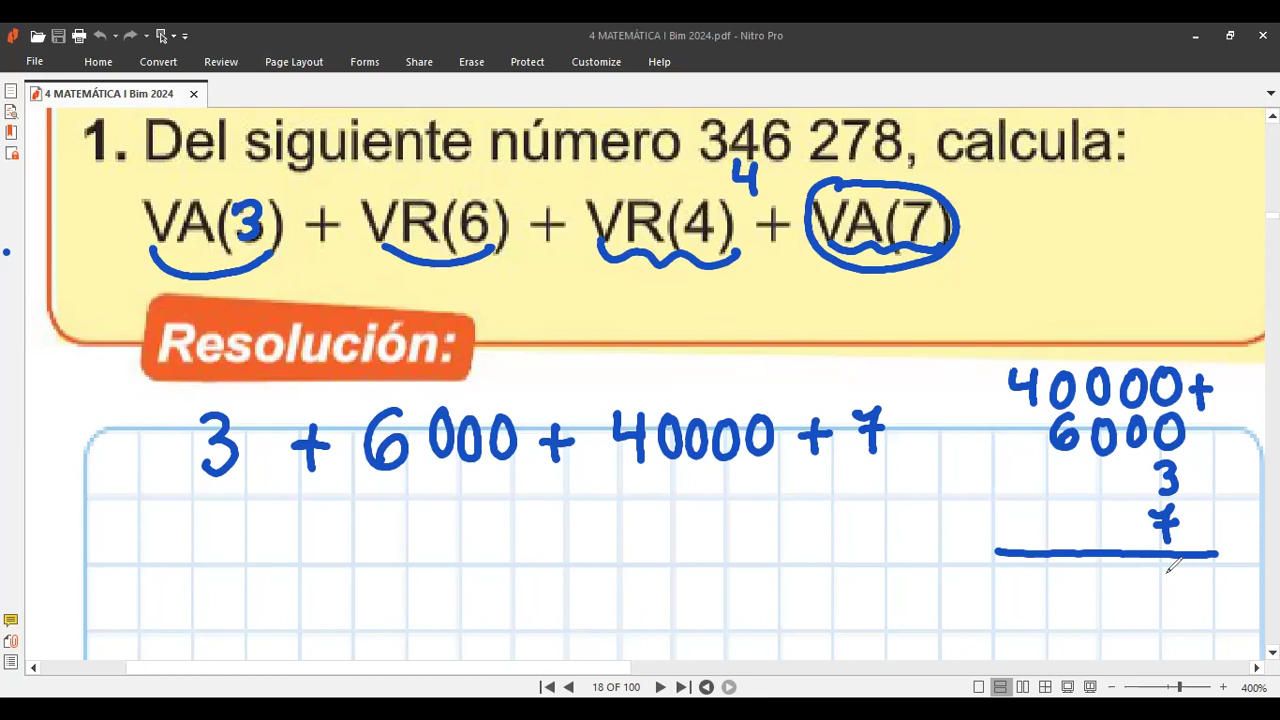 4 MATEMÁTICA I Bim 2024.pdf - Nitro Pro
File Home Convert Review Page Layout Forms Share Erase Protect Customize Help
4 MATEMÁTICA I Bim 2024
1. Del siguiente número 346 278, calcula:
4
VA(3) + VR(6) + VR(4) + VA(7)
Resolución:
3 + 6000 + 40000 + 7
40000+
6000
3
7
18 OF 100
400%